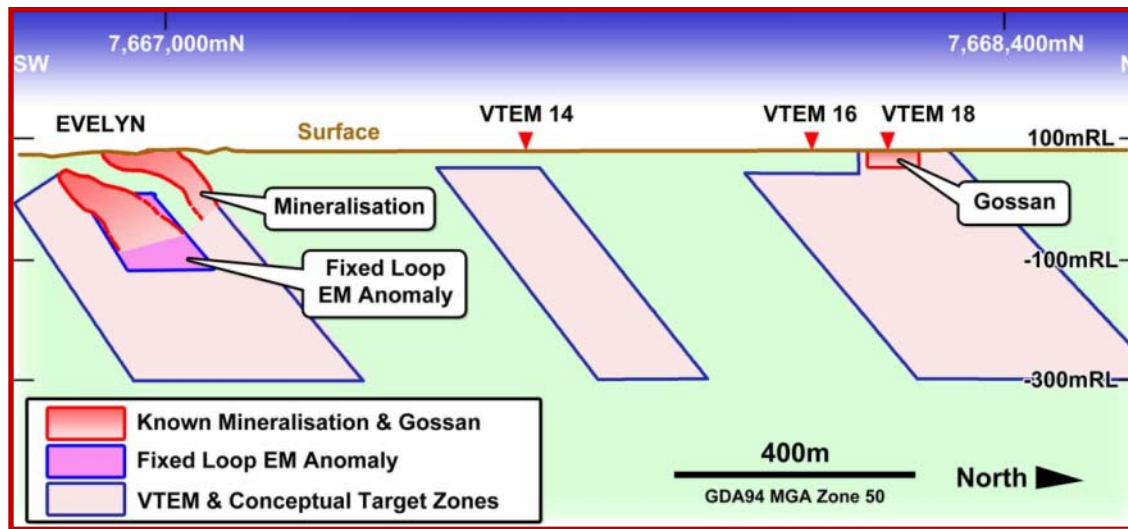 7,667,000mN
7,668,400mN
SW
N
VTEM 14
VTEM 16
VTEM 18
EVELYN
Surface
100mRL
Mineralisation
Gossan
Fixed Loop
EM Anomaly
-100mRL
-300mRL
Known Mineralisation & Gossan
Fixed Loop EM Anomaly
VTEM & Conceptual Target Zones
400m
GDA94 MGA Zone 50
North